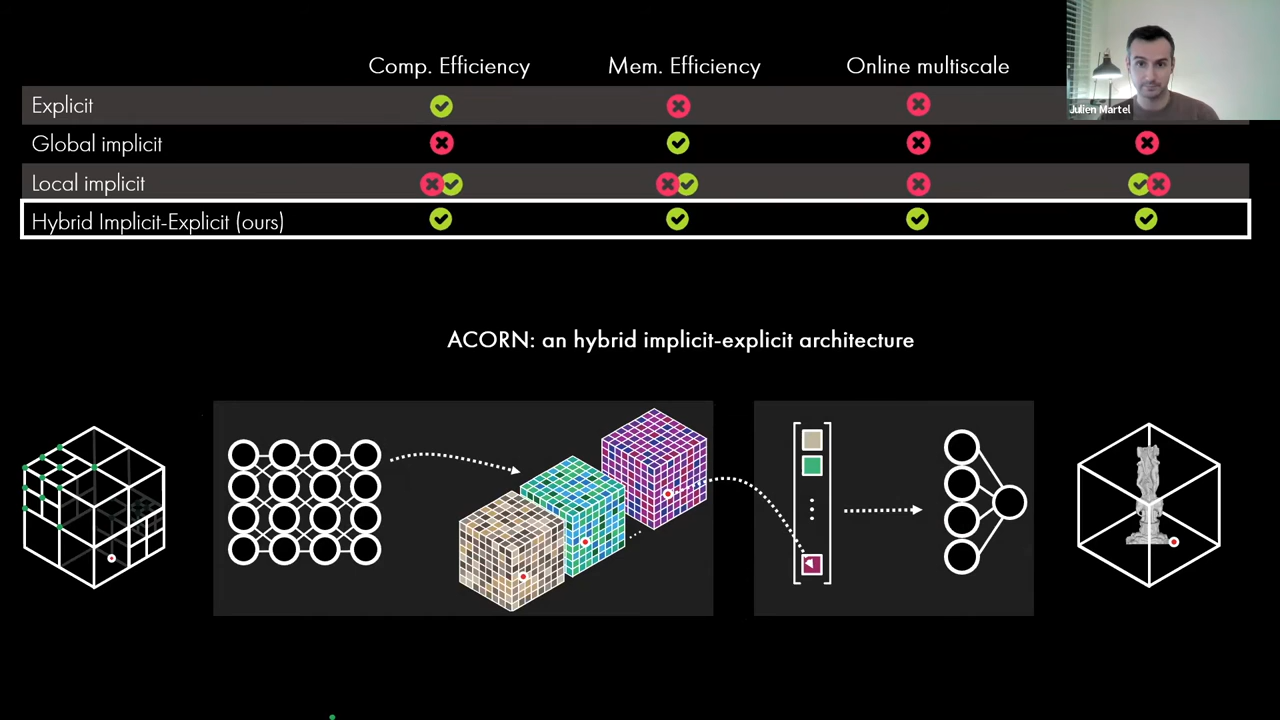 Comp. Efficiency Mem. Efficiency Online multiscale
Explicit
Julien Martel
Global implicit
Local implicit
Hybrid Implicit-Explicit (ours)
ACORN: an hybrid implicit-explicit architecture